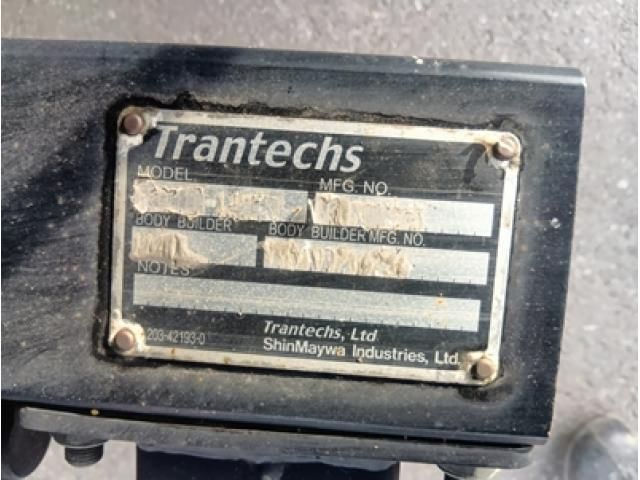 Trantechs
MODEL MFG. NO.
BODY BUILDER BODY BUILDER MFG. NO.
NOTES
203-42193-0
Trantechs, Ltd
ShinMaywa Industries, Ltd.